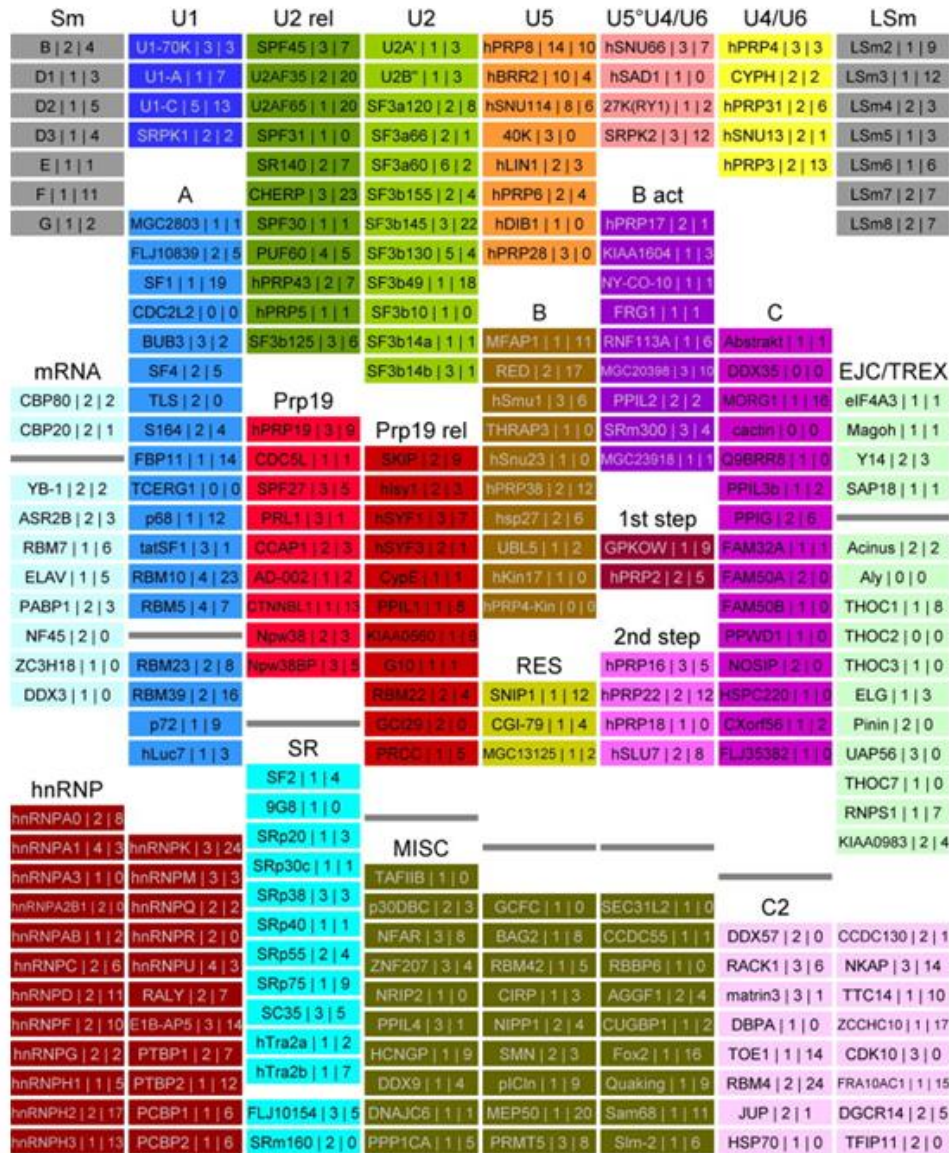 Sm
B | 2 | 4
D1 | 1 | 3
D2 | 1 | 5
D3 | 1 | 4
E | 1 | 1
F | 1 | 11
G | 1 | 2
mRNA
CBP80 | 2 | 2
CBP20 | 2 | 1
YB-1 | 2 | 2
ASR2B | 2 | 3
RBM7 | 1 | 6
ELAV | 1 | 5
PABP1 | 2 | 3
NF45 | 2 | 0
ZC3H18 | 1 | 0
DDX3 | 1 | 0
hnRNP
hnRNPA0 | 2 | 8
hnRNPA1 | 4 | 3
hnRNPA3 | 1 | 0
hnRNPA2B1 | 2 | 0
hnRNPAB | 1 | 2
hnRNPC | 2 | 6
hnRNPD | 2 | 11
hnRNPF | 2 | 10
hnRNPG | 2 | 2
hnRNPH1 | 1 | 5
hnRNPH2 | 2 | 17
hnRNPH3 | 1 | 13
U1
U1-70K | 3 | 3
U1-A | 1 | 7
U1-C | 5 | 13
SRPK1 | 2 | 2
A
MGC2803 | 1 | 1
FLJ10839 | 2 | 5
SF1 | 1 | 19
CDC2L2 | 0 | 0
BUB3 | 3 | 2
SF4 | 2 | 5
TLS | 2 | 0
S164 | 2 | 4
FBP11 | 1 | 14
TCERG1 | 0 | 0
p68 | 1 | 12
tatSF1 | 3 | 1
RBM10 | 4 | 23
RBM5 | 4 | 7
RBM23 | 2 | 8
RBM39 | 2 | 16
p72 | 1 | 9
hLuc7 | 1 | 3
hnRNPK | 3 | 24
hnRNPM | 3 | 3
hnRNPQ | 2 | 2
hnRNPR | 2 | 0
hnRNPU | 4 | 3
RALY | 2 | 7
E1B-AP5 | 3 | 14
PTBP1 | 2 | 7
PTBP2 | 1 | 12
PCBP1 | 1 | 6
PCBP2 | 1 | 6
U2 rel
SPF45 | 3 | 7
U2AF35 | 2 | 20
U2AF65 | 1 | 20
SPF31 | 1 | 0
SR140 | 2 | 7
CHERP | 3 | 23
SPF30 | 1 | 1
PUF60 | 4 | 5
hPRP43 | 2 | 7
hPRP5 | 1 | 1
SF3b125 | 3 | 6
Prp19
hPRP19 | 3 | 9
CDC5L | 1 | 1
SPF27 | 3 | 5
PRL1 | 3 | 1
CCAP1 | 2 | 3
AD-002 | 1 | 2
CTNNBL1 | 1 | 13
Npw38 | 2 | 3
Npw38BP | 3 | 5
SR
SF2 | 1 | 4
9G8 | 1 | 0
SRp20 | 1 | 3
SRp30c | 1 | 1
SRp38 | 3 | 3
SRp40 | 1 | 1
SRp55 | 2 | 4
SRp75 | 1 | 9
SC35 | 3 | 5
hTra2a | 1 | 2
hTra2b | 1 | 7
FLJ10154 | 3 | 5
SRm160 | 2 | 0
U2
U2A' | 1 | 3
U2B" | 1 | 3
SF3a120 | 2 | 8
SF3a66 | 2 | 1
SF3a60 | 6 | 2
SF3b155 | 2 | 4
SF3b145 | 3 | 22
SF3b130 | 5 | 4
SF3b49 | 1 | 18
SF3b10 | 1 | 0
SF3b14a | 1 | 1
SF3b14b | 3 | 1
Prp19 rel
SKIP | 2 | 9
hIsy1 | 2 | 3
hSYF1 | 3 | 7
hSYF3 | 2 | 1
CypE | 1 | 1
PPIL1 | 1 | 8
KIAA0560 | 1 | 6
G10 | 1 | 1
RBM22 | 2 | 4
GCI29 | 2 | 0
PRCC | 1 | 5
MISC
TAFIIB | 1 | 0
p30DBC | 2 | 3
NFAR | 3 | 8
ZNF207 | 3 | 4
NRIP2 | 1 | 0
PPIL4 | 3 | 1
HCNGP | 1 | 9
DDX9 | 1 | 4
DNAJC6 | 1 | 1
PPP1CA | 1 | 5
U5
hPRP8 | 14 | 10
hBRR2 | 10 | 4
hSNU114 | 8 | 6
40K | 3 | 0
hLIN1 | 2 | 3
hPRP6 | 2 | 4
hDIB1 | 1 | 0
hPRP28 | 3 | 0
B
MFAP1 | 1 | 11
RED | 2 | 17
hSmu1 | 3 | 6
THRAP3 | 1 | 0
hSnu23 | 1 | 0
hPRP38 | 2 | 12
hsp27 | 2 | 6
UBL5 | 1 | 2
hKin17 | 1 | 0
hPRP4-Kin | 0 | 0
RES
SNIP1 | 1 | 12
CGI-79 | 1 | 4
MGC13125 | 1 | 2
GCFC | 1 | 0
BAG2 | 1 | 8
RBM42 | 1 | 5
CIRP | 1 | 3
NIPP1 | 2 | 4
SMN | 2 | 3
pICln | 1 | 9
MEP50 | 1 | 20
PRMT5 | 3 | 8
U5°U4/U6
hSNU66 | 3 | 7
hSAD1 | 1 | 0
27K(RY1) | 1 | 2
SRPK2 | 3 | 12
B act
hPRP17 | 2 | 1
KIAA1604 | 1 | 3
NY-CO-10 | 1 | 1
FRG1 | 1 | 1
RNF113A | 1 | 6
MGC20398 | 3 | 10
PPIL2 | 2 | 2
SRm300 | 3 | 4
MGC23918 | 1 | 1
1st step
GPKOW | 1 | 9
hPRP2 | 2 | 5
2nd step
hPRP16 | 3 | 5
hPRP22 | 2 | 12
hPRP18 | 1 | 0
hSLU7 | 2 | 8
SEC31L2 | 1 | 0
CCDC55 | 1 | 1
RBBP6 | 1 | 0
AGGF1 | 2 | 4
CUGBP1 | 1 | 2
Fox2 | 1 | 16
Quaking | 1 | 9
Sam68 | 1 | 11
Slm-2 | 1 | 6
U4/U6
hPRP4 | 3 | 3
CYPH | 2 | 2
hPRP31 | 2 | 6
hSNU13 | 2 | 1
hPRP3 | 2 | 13
C
Abstrakt | 1 | 1
DDX35 | 0 | 0
MORG1 | 1 | 16
cactin | 0 | 0
Q9BRR8 | 1 | 0
PPIL3b | 1 | 2
PPIG | 2 | 6
FAM32A | 1 | 1
FAM50A | 2 | 0
FAM50B | 1 | 0
PPWD1 | 1 | 0
NOSIP | 2 | 0
HSPC220 | 1 | 0
CXorf56 | 1 | 2
FLJ35382 | 1 | 0
C2
DDX57 | 2 | 0
RACK1 | 3 | 6
matrin3 | 3 | 1
DBPA | 1 | 0
TOE1 | 1 | 14
RBM4 | 2 | 24
JUP | 2 | 1
HSP70 | 1 | 0
LSm
LSm2 | 1 | 9
LSm3 | 1 | 12
LSm4 | 2 | 3
LSm5 | 1 | 3
LSm6 | 1 | 6
LSm7 | 2 | 7
LSm8 | 2 | 7
EJC/TREX
eIF4A3 | 1 | 1
Magoh | 1 | 1
Y14 | 2 | 3
SAP18 | 1 | 1
Acinus | 2 | 2
Aly | 0 | 0
THOC1 | 1 | 8
THOC2 | 0 | 0
THOC3 | 1 | 0
ELG | 1 | 3
Pinin | 2 | 0
UAP56 | 3 | 0
THOC7 | 1 | 0
RNPS1 | 1 | 7
KIAA0983 | 2 | 4
CCDC130 | 2 | 1
NKAP | 3 | 14
TTC14 | 1 | 10
ZCCHC10 | 1 | 17
CDK10 | 3 | 0
FRA10AC1 | 1 | 15
DGCR14 | 2 | 5
TFIP11 | 2 | 0